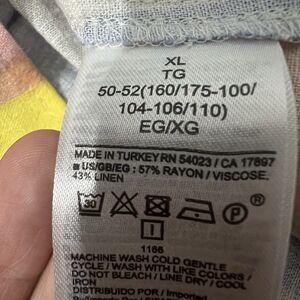 XL
TG
50-52(160/175-100/
104-106/110)
EG/XG
MADE IN TURKEY RN 54023 / CA 17897
■ US/GB/EG : 57% RAYON / VISCOSE,
43% LINEN
30
P
I
1166
MACHINE WASH COLD GENTLE
CYCLE / WASH WITH LIKE COLORS /
DO NOT BLEACH / LINE DRY / COOL
IRON
DISTRIBUIDO POR / Importado